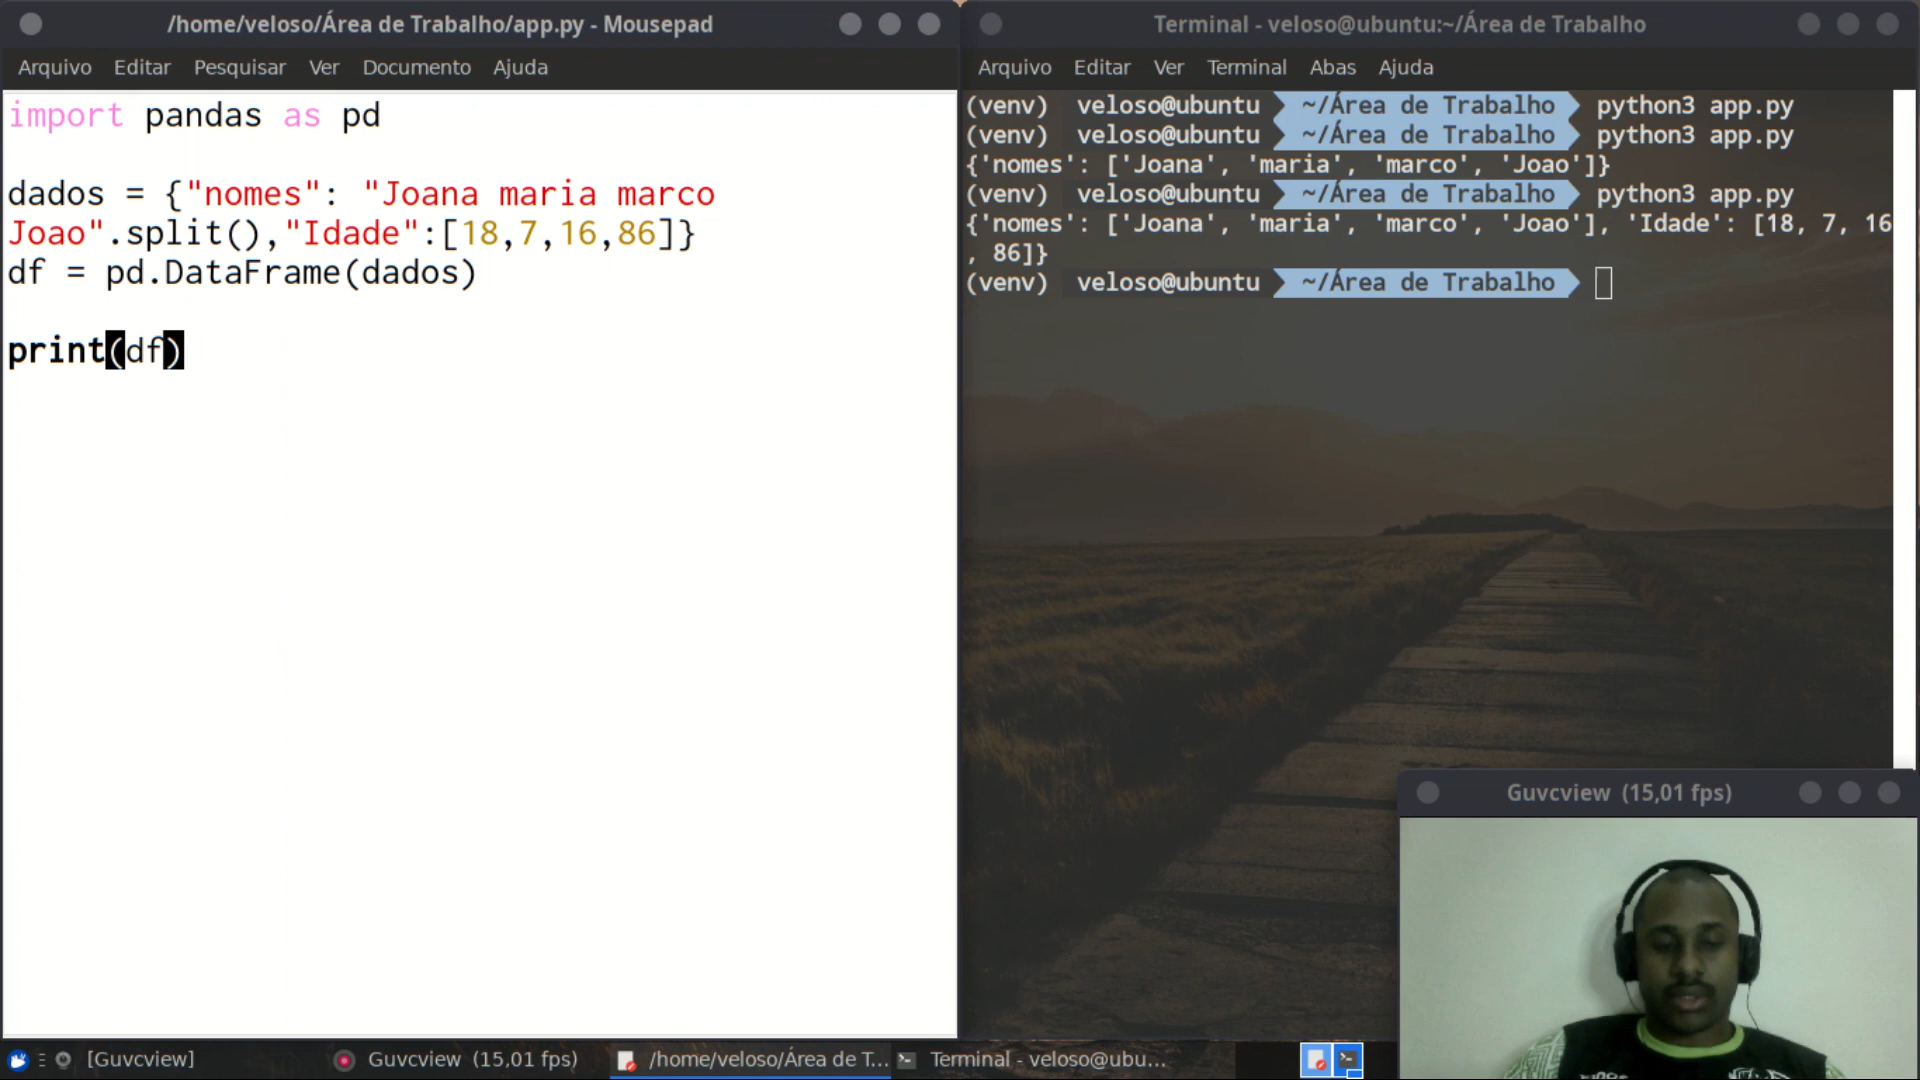 /home/veloso/Área de Trabalho/app.py - Mousepad
Arquivo Editar Pesquisar Ver Documento Ajuda
import pandas as pd
dados = {"nomes": "Joana maria marco
Joao".split(),"Idade":[18,7,16,86]}
df = pd.DataFrame(dados)
print(df)
Terminal - veloso@ubuntu:~/Área de Trabalho
Arquivo Editar Ver Terminal Abas Ajuda
(venv) veloso@ubuntu ~/Área de Trabalho python3 app.py
(venv) veloso@ubuntu ~/Área de Trabalho python3 app.py
{'nomes': ['Joana', 'maria', 'marco', 'Joao']}
(venv) veloso@ubuntu ~/Área de Trabalho python3 app.py
{'nomes': ['Joana', 'maria', 'marco', 'Joao'], 'Idade': [18, 7, 16
, 86]}
(venv) veloso@ubuntu ~/Área de Trabalho
Guvcview (15,01 fps)
[Guvcview] Guvcview (15,01 fps) /home/veloso/Área de T... Terminal - veloso@ubu...